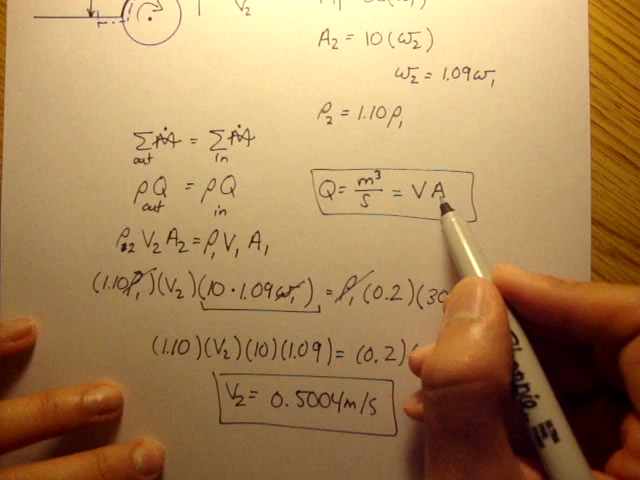 V₂
A₂ = 10(ω₂)
ω₂ = 1.09ω₁
ρ₂ = 1.10ρ₁
Σ ṁ = Σ ṁ
out in
ρQ = ρQ
out in
Q = m³/s = VA
ρ₂ V₂ A₂ = ρ₁ V₁ A₁
(1.10ρ₁)(V₂)(10 · 1.09ω₁) = ρ₁(0.2)(30
(1.10)(V₂)(10)(1.09) = (0.2)(
V₂ = 0.5004 m/s
Sharpie